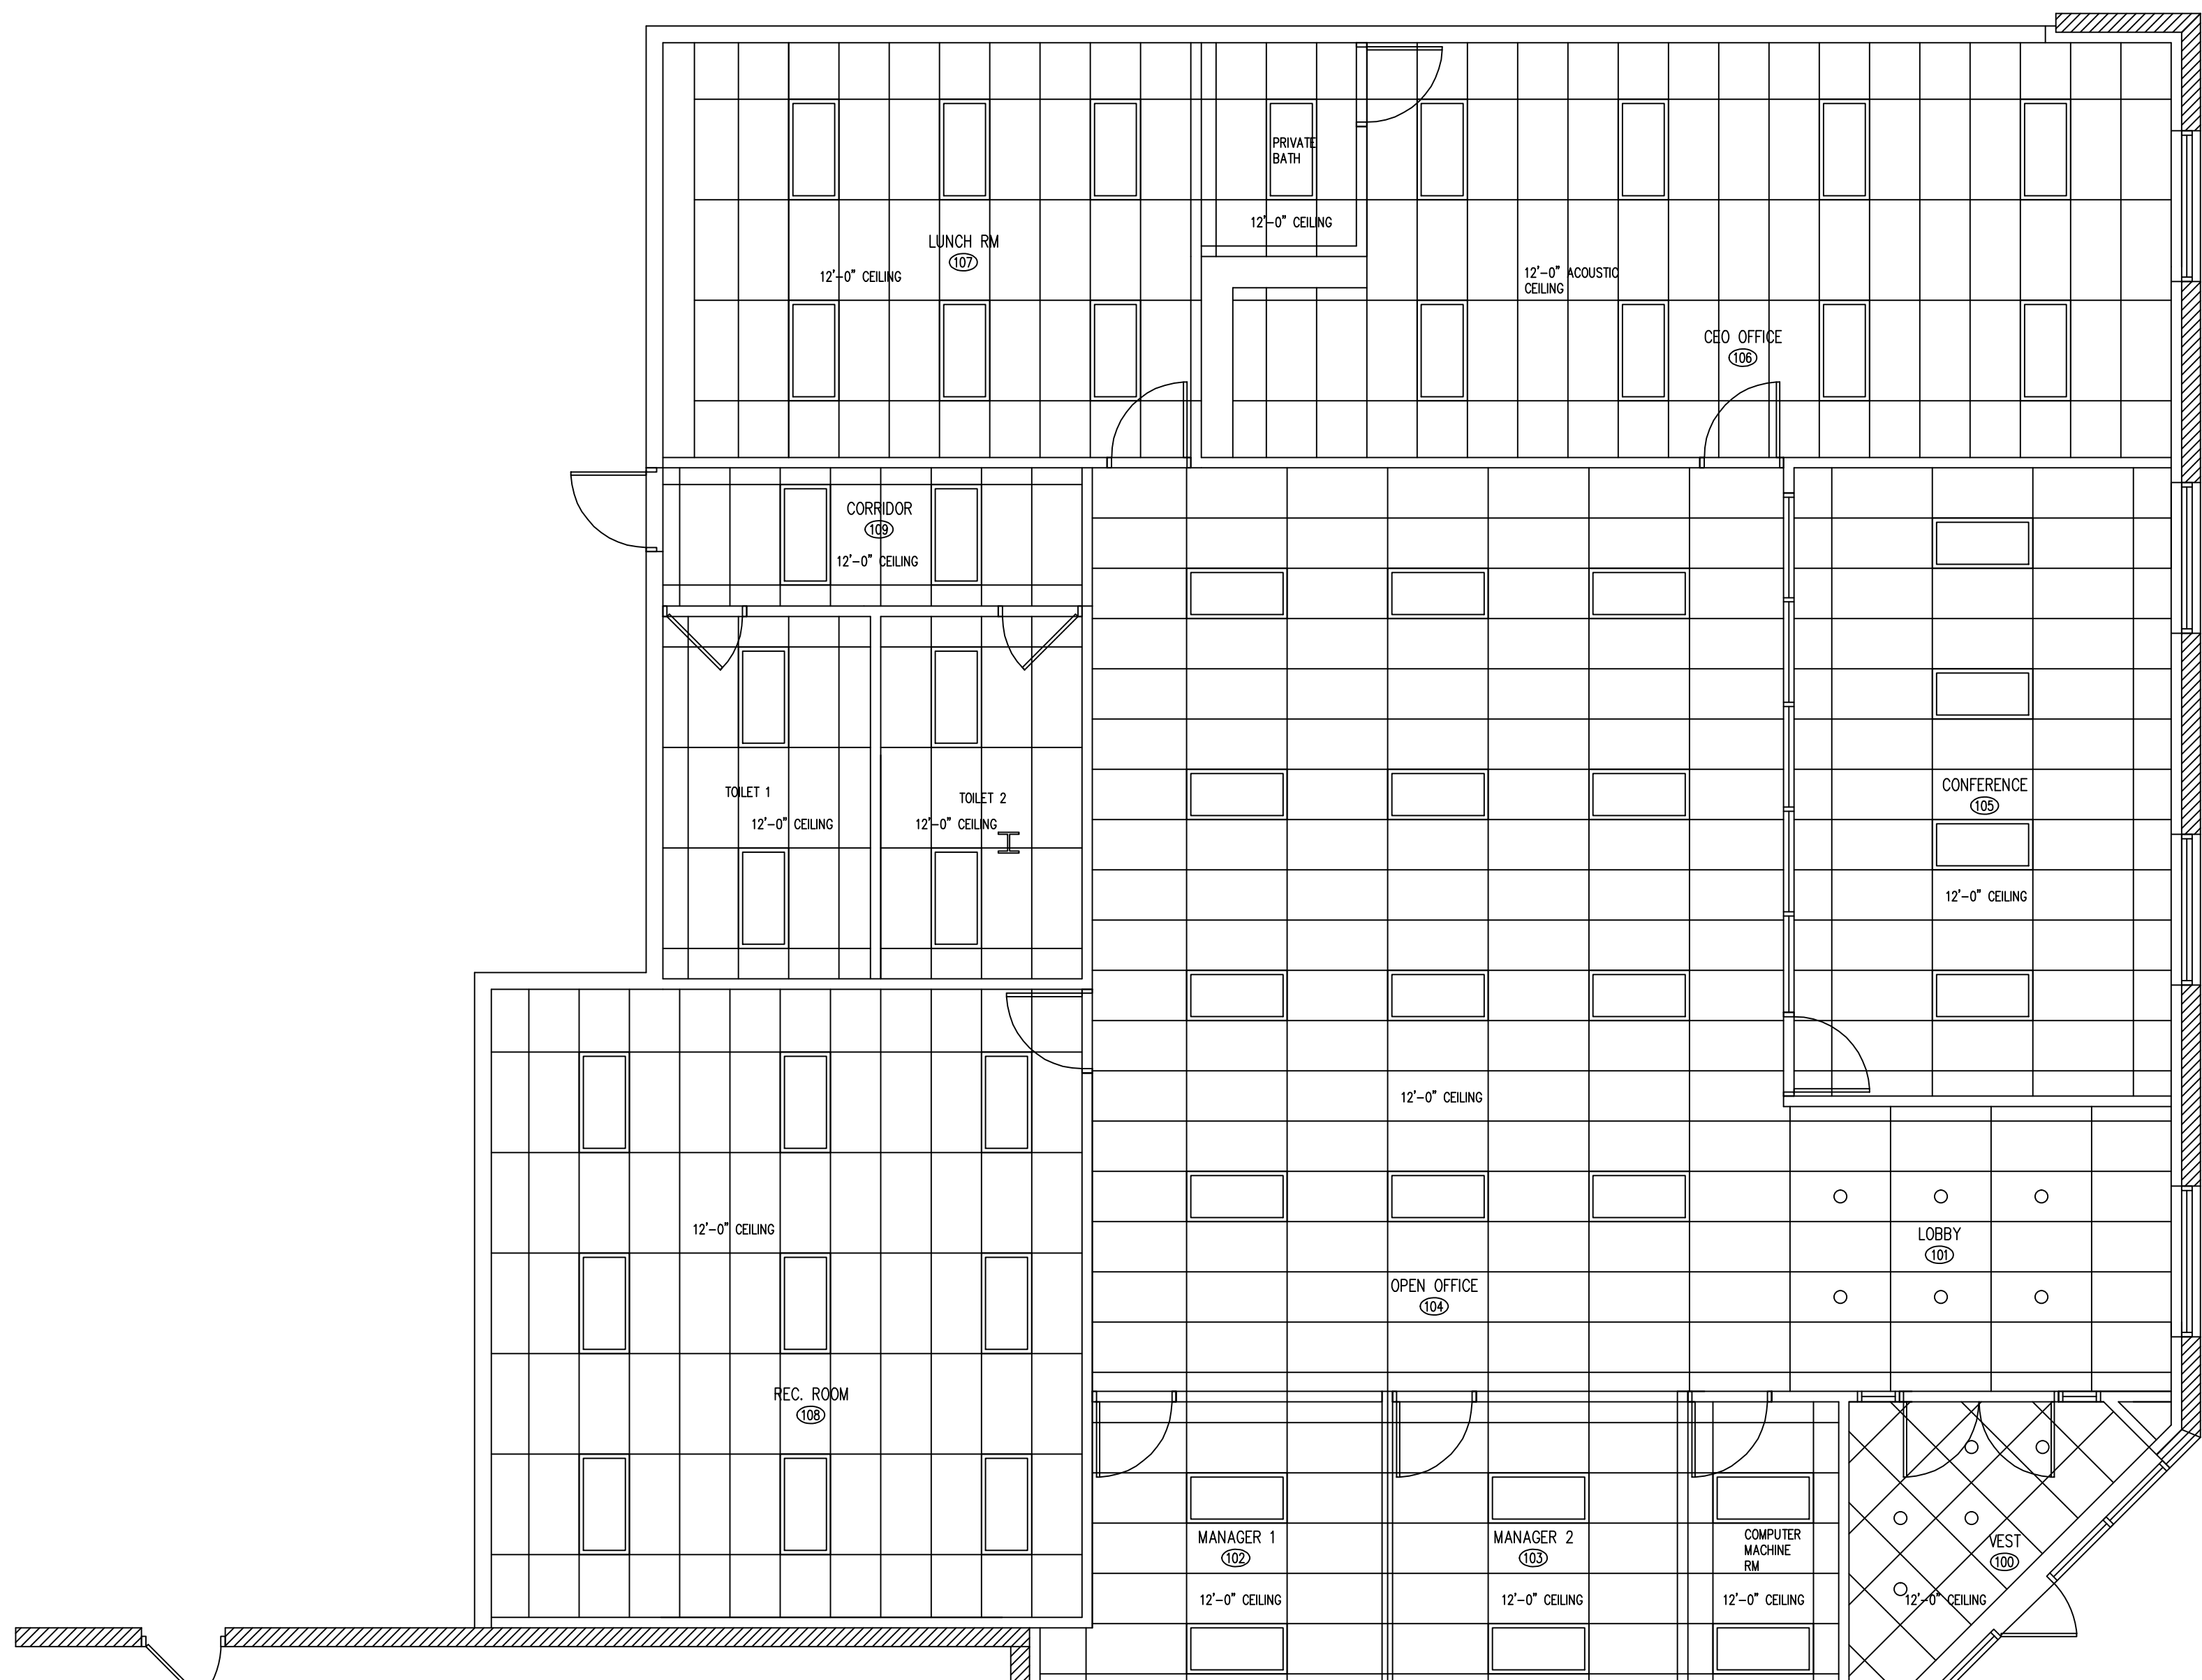 PRIVATE
BATH
12'-0" CEILING
LUNCH RM
107
12'-0" CEILING
12'-0" ACOUSTIC
CEILING
CEO OFFICE
106
CORRIDOR
109
12'-0" CEILING
TOILET 1
12'-0" CEILING
TOILET 2
12'-0" CEILING
CONFERENCE
105
12'-0" CEILING
12'-0" CEILING
OPEN OFFICE
104
LOBBY
101
12'-0" CEILING
REC. ROOM
108
MANAGER 1
102
12'-0" CEILING
MANAGER 2
103
12'-0" CEILING
COMPUTER
MACHINE
RM
12'-0" CEILING
VEST
100
12'-0" CEILING